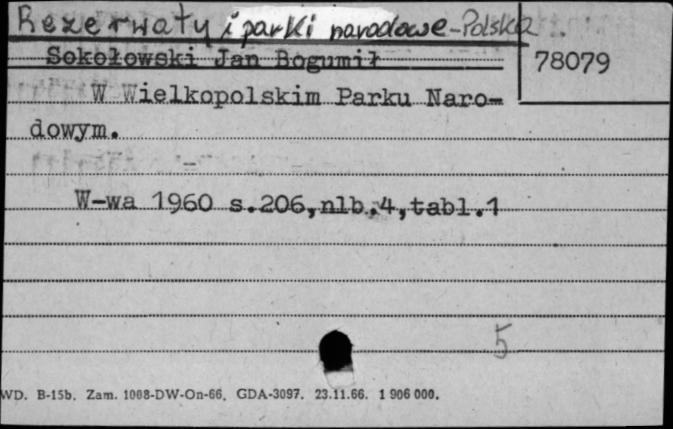 Rezerwaty i parki narodowe-Polska
Sokołowski Jan Bogumił
78079
W Wielkopolskim Parku Naro-
dowym.
W-wa 1960 s.206,nlb.4,tabl.1
5
WD. B-15b. Zam. 1008-DW-On-66. GDA-3097. 23.11.66. 1 906 000.